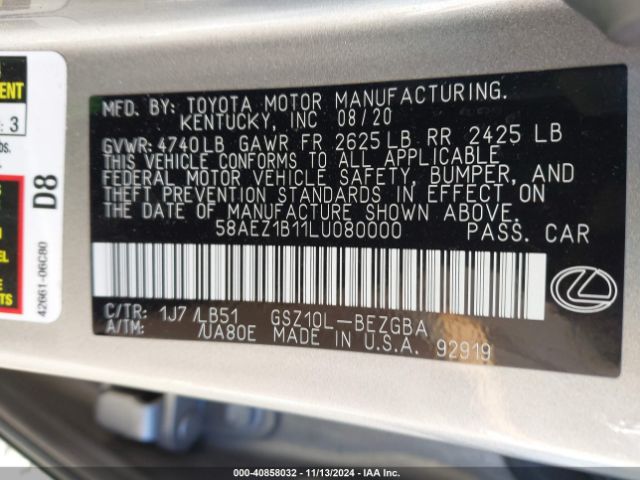 MFD. BY: TOYOTA MOTOR MANUFACTURING.
KENTUCKY, INC 08/20
GVWR: 4740LB GAWR FR 2625LB RR 2425 LB
THIS VEHICLE CONFORMS TO ALL APPLICABLE
FEDERAL MOTOR VEHICLE SAFETY, BUMPER, AND
THEFT PREVENTION STANDARDS IN EFFECT ON
THE DATE OF MANUFACTURE SHOWN ABOVE.
58AEZ1B11LU080000 PASS. CAR
C/TR: 1J7 /LB51 GSZ10L-BEZGBA
A/TM: /UA80E MADE IN U.S.A. 92919
D8
42661-06C80
: 3
000-40858032 - 11/13/2024 - IAA Inc.